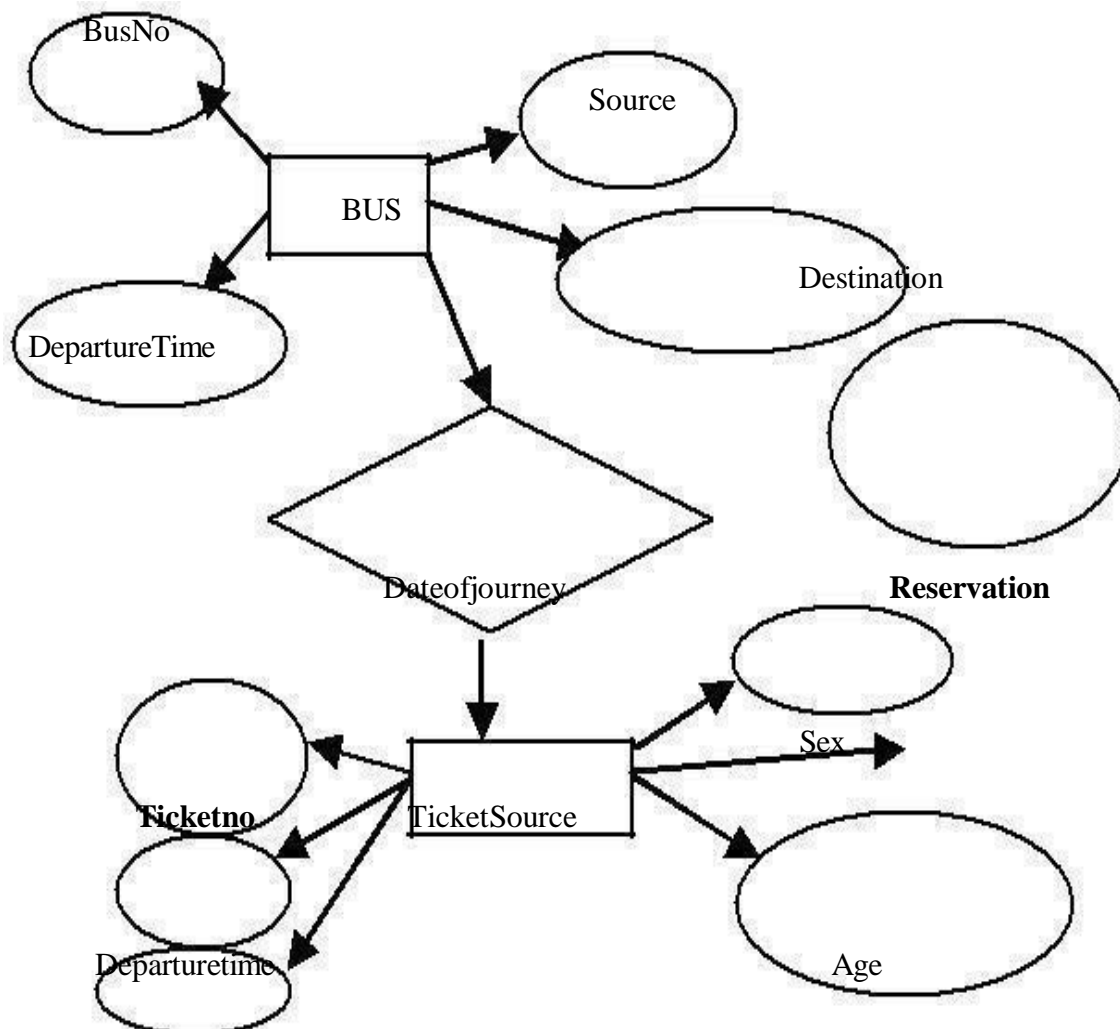 BusNo
Source
BUS
Destination
DepartureTime
Dateofjourney
Reservation
Sex
Ticketno
TicketSource
Departuretime
Age